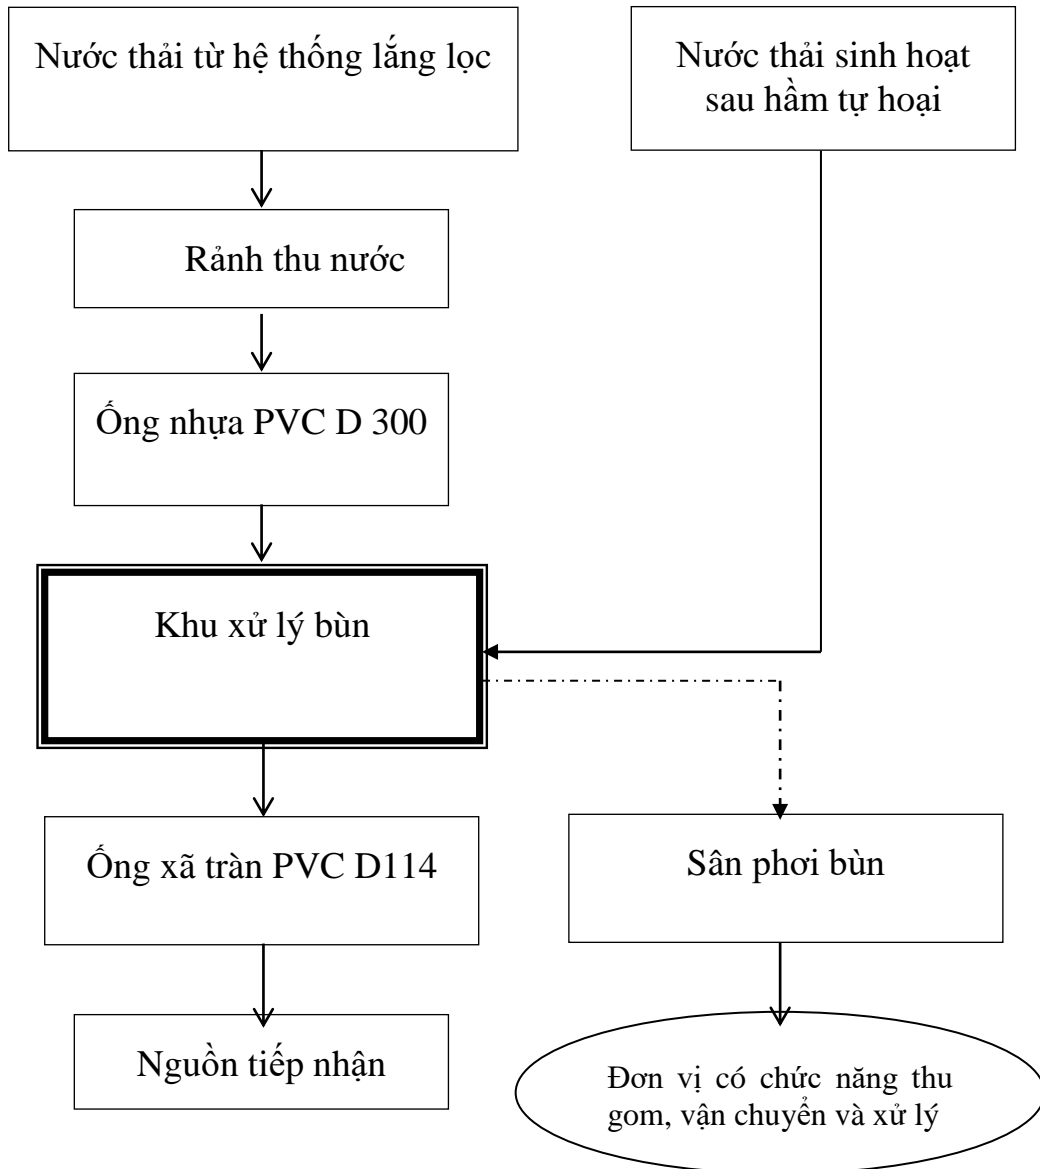 Nước thải từ hệ thống lắng lọc
Nước thải sinh hoạt
sau hầm tự hoại
Rảnh thu nước
Ống nhựa PVC D 300
Khu xử lý bùn
Ống xã tràn PVC D114
Sân phơi bùn
Nguồn tiếp nhận
Đơn vị có chức năng thu
gom, vận chuyển và xử lý